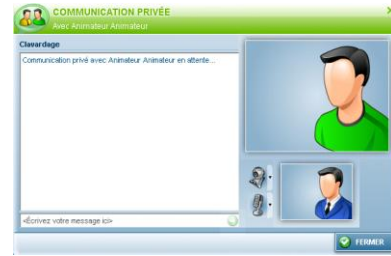 COMMUNICATION PRIVÉE
Avec Animateur Animateur
Clavardage
Communication privé avec Animateur Animateur en attente...
<Écrivez votre message ici>
FERMER